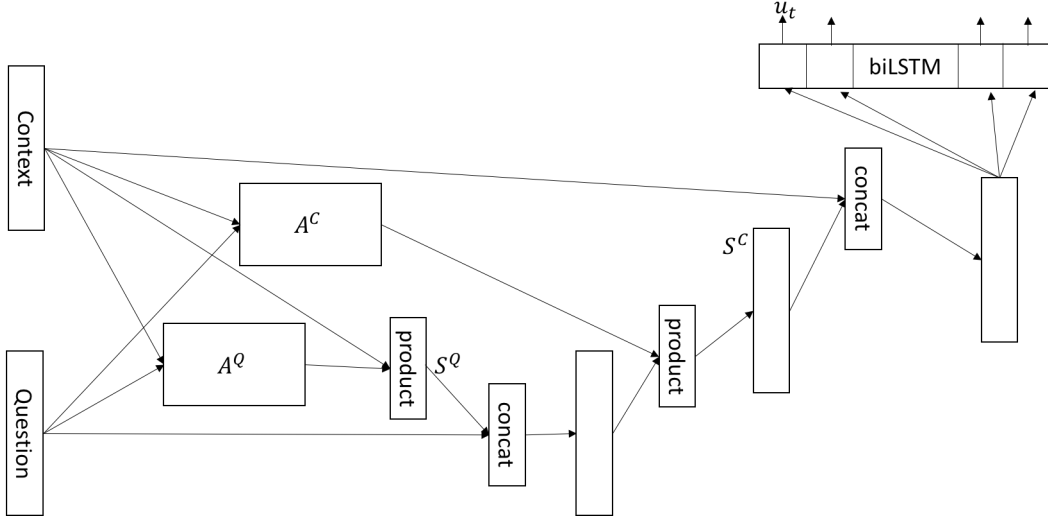 u_t
biLSTM
Context
concat
A^C
S^C
product
A^Q
product
S^Q
Question
concat